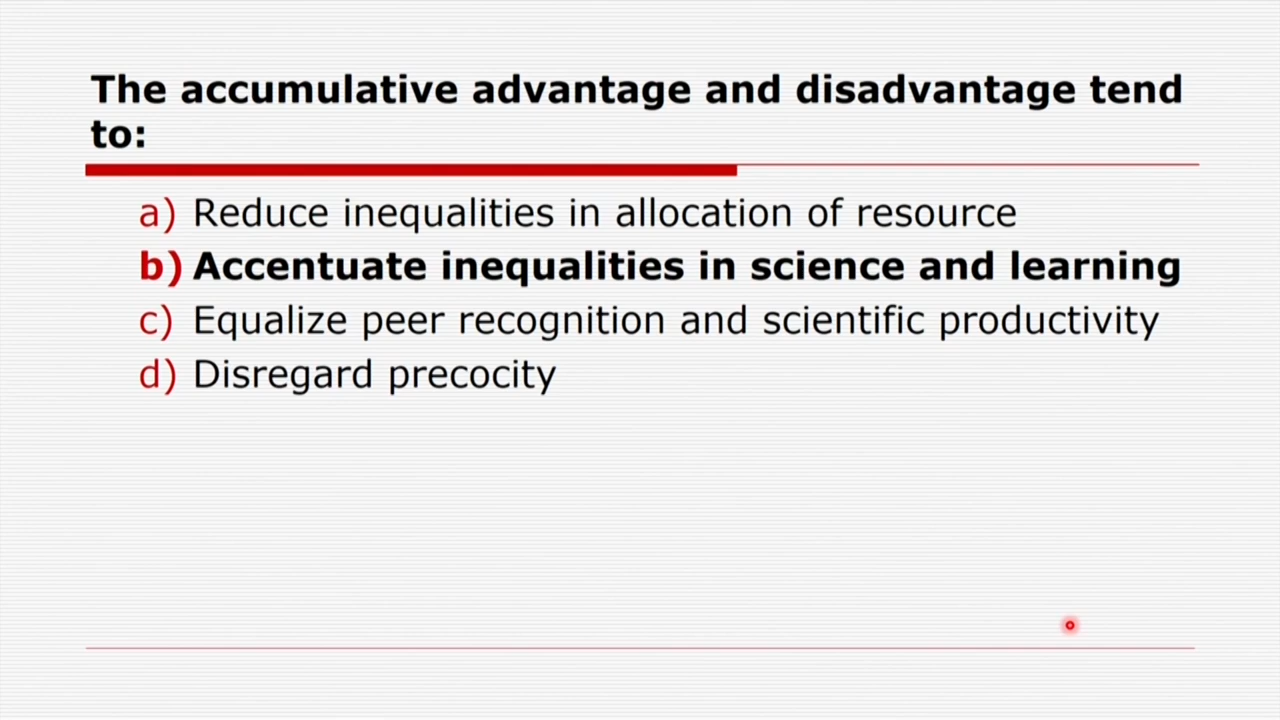 The accumulative advantage and disadvantage tend
to:
a) Reduce inequalities in allocation of resource
b) Accentuate inequalities in science and learning
c) Equalize peer recognition and scientific productivity
d) Disregard precocity